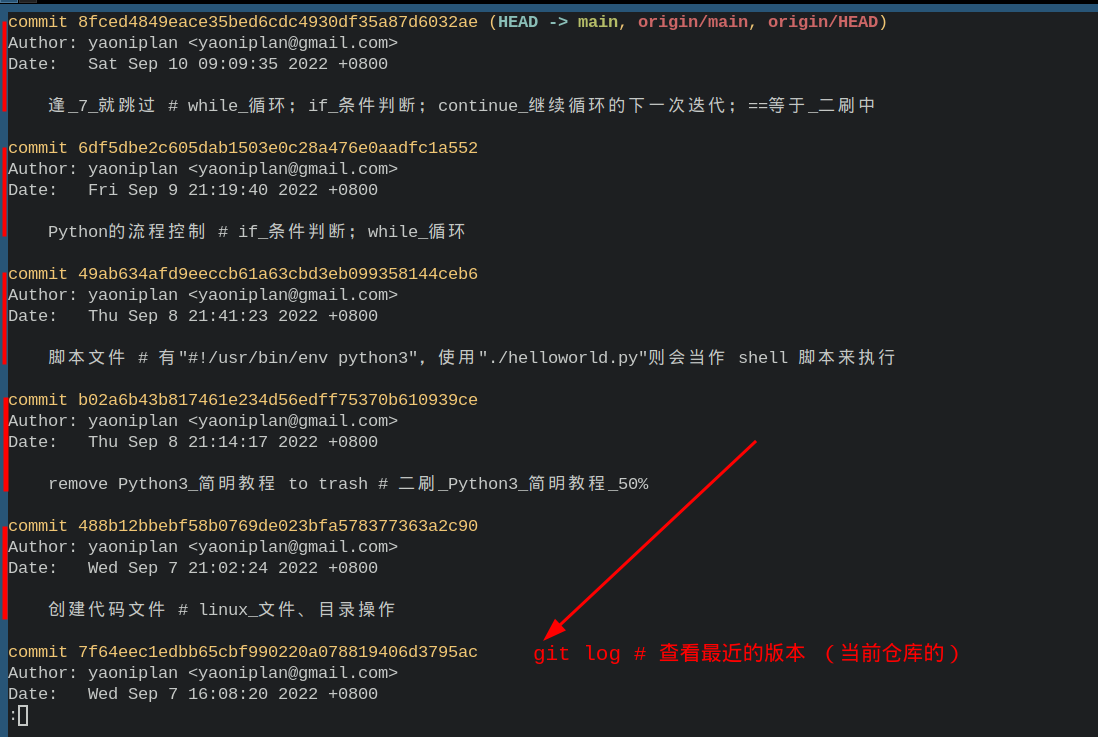 commit 8fced4849eace35bed6cdc4930df35a87d6032ae (HEAD -> main, origin/main, origin/HEAD)
Author: yaoniplan <yaoniplan@gmail.com>
Date:   Sat Sep 10 09:09:35 2022 +0800
逢_7_就跳过 # while_循环; if_条件判断; continue_继续循环的下一次迭代; ==等于_二刷中
commit 6df5dbe2c605dab1503e0c28a476e0aadfc1a552
Author: yaoniplan <yaoniplan@gmail.com>
Date:   Fri Sep 9 21:19:40 2022 +0800
Python的流程控制 # if_条件判断; while_循环
commit 49ab634afd9eeccb61a63cbd3eb099358144ceb6
Author: yaoniplan <yaoniplan@gmail.com>
Date:   Thu Sep 8 21:41:23 2022 +0800
脚本文件 # 有"#!/usr/bin/env python3", 使用"./helloworld.py"则会当作 shell 脚本来执行
commit b02a6b43b817461e234d56edff75370b610939ce
Author: yaoniplan <yaoniplan@gmail.com>
Date:   Thu Sep 8 21:14:17 2022 +0800
remove Python3_简明教程 to trash # 二刷_Python3_简明教程_50%
commit 488b12bbebf58b0769de023bfa578377363a2c90
Author: yaoniplan <yaoniplan@gmail.com>
Date:   Wed Sep 7 21:02:24 2022 +0800
创建代码文件 # linux_文件、目录操作
commit 7f64eec1edbb65cbf990220a078819406d3795ac
git log # 查看最近的版本 (当前仓库的)
Author: yaoniplan <yaoniplan@gmail.com>
Date:   Wed Sep 7 16:08:20 2022 +0800
: